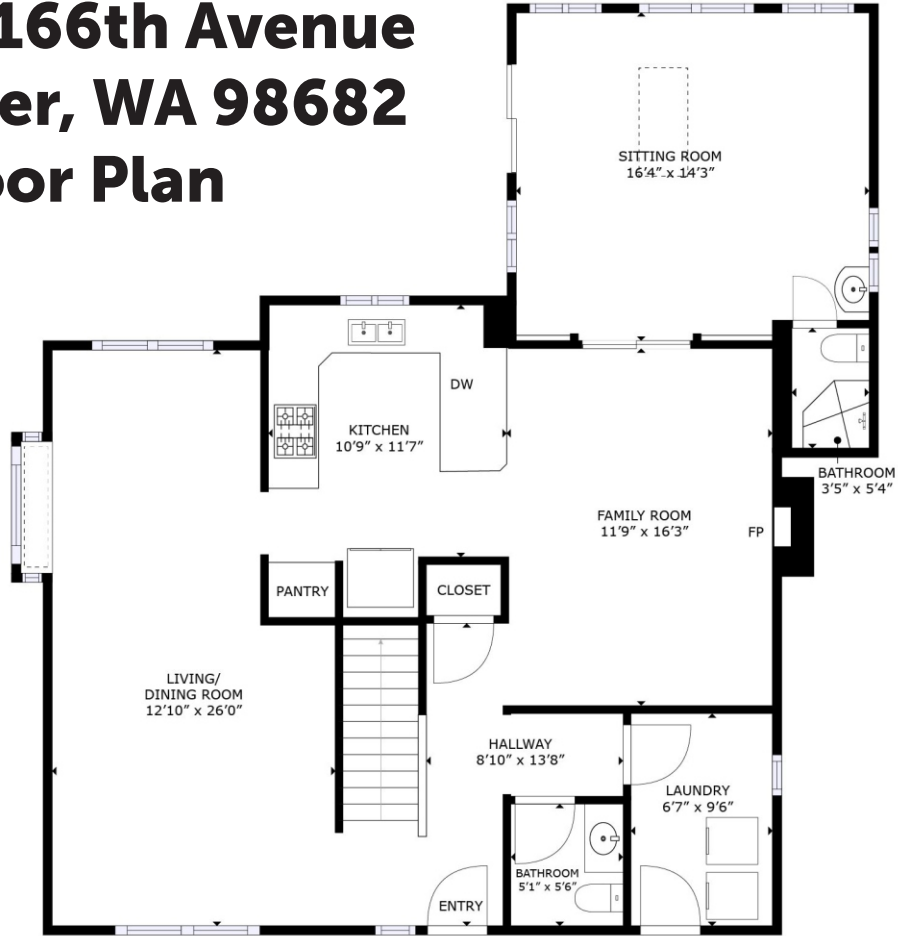 166th Avenue
er, WA 98682
Plan
SITTING ROOM
16'4" x 14'3"
DW
KITCHEN
10'9" x 11'7"
BATHROOM
3'5" x 5'4"
FAMILY ROOM
11'9" x 16'3"
FP
PANTRY
CLOSET
LIVING/
DINING ROOM
12'10" x 26'0"
HALLWAY
8'10" x 13'8"
LAUNDRY
6'7" x 9'6"
BATHROOM
5'1" x 5'6"
ENTRY